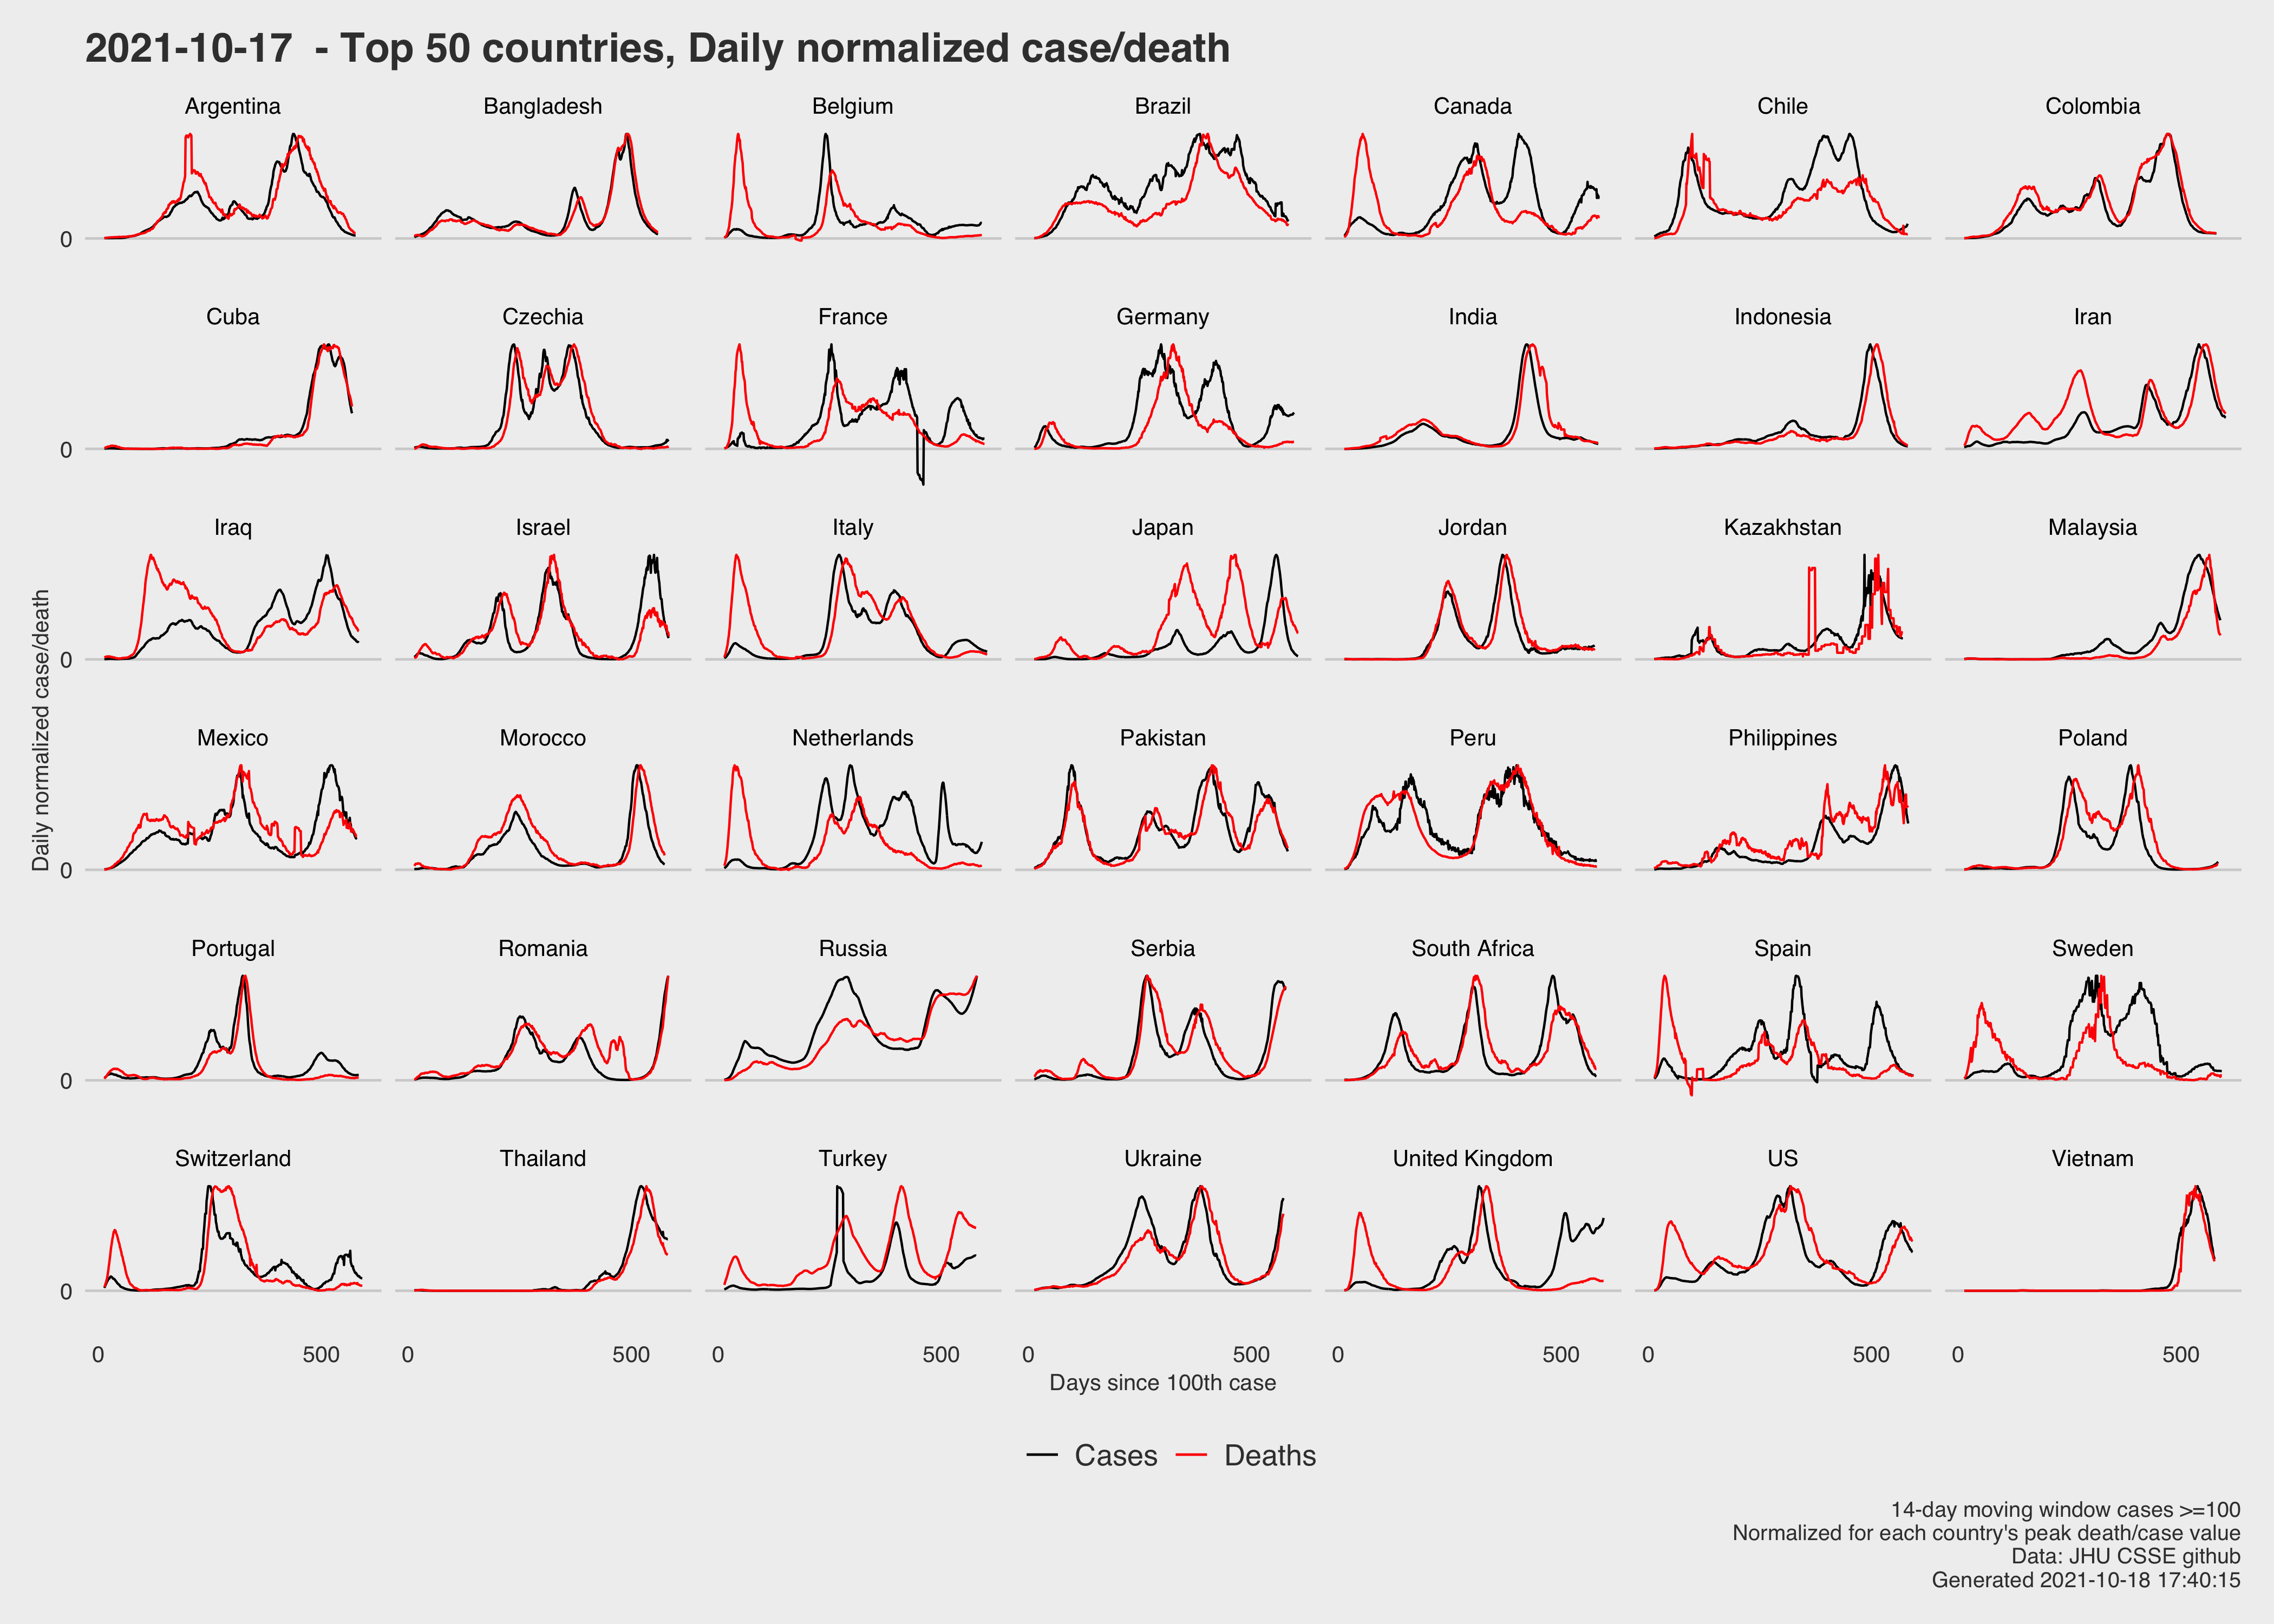 2021-10-17  - Top 50 countries, Daily normalized case/death
Argentina Bangladesh Belgium Brazil Canada Chile Colombia
0
Cuba Czechia France Germany India Indonesia Iran
0
Iraq Israel Italy Japan Jordan Kazakhstan Malaysia
0
Daily normalized case/death
Mexico Morocco Netherlands Pakistan Peru Philippines Poland
0
Portugal Romania Russia Serbia South Africa Spain Sweden
0
Switzerland Thailand Turkey Ukraine United Kingdom US Vietnam
0
0 500 0 500 0 500 0 500 0 500 0 500 0 500
Days since 100th case
Cases Deaths
14-day moving window cases >=100
Normalized for each country's peak death/case value
Data: JHU CSSE github
Generated 2021-10-18 17:40:15